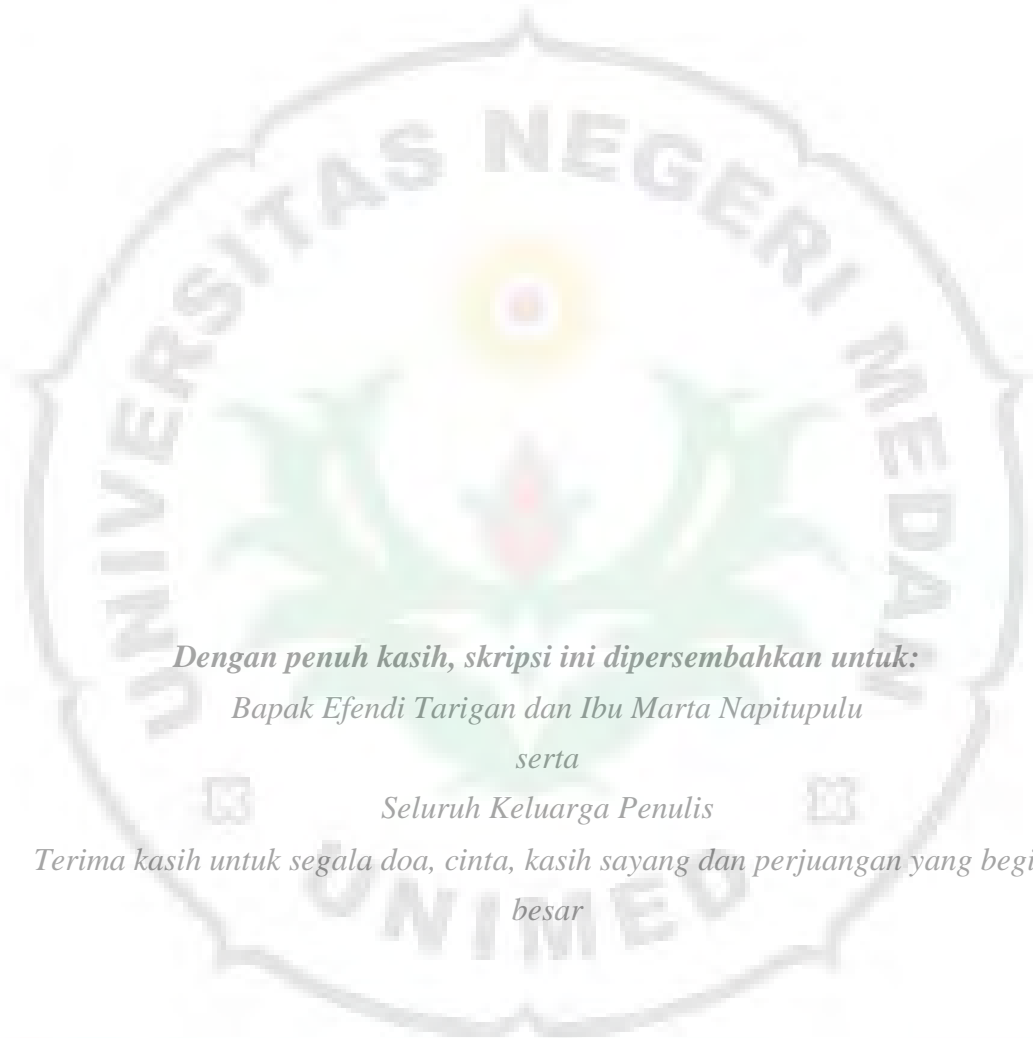 UNIVERSITAS NEGERI MEDAN
Dengan penuh kasih, skripsi ini dipersembahkan untuk:
Bapak Efendi Tarigan dan Ibu Marta Napitupulu
serta
Seluruh Keluarga Penulis
Terima kasih untuk segala doa, cinta, kasih sayang dan perjuangan yang begi
besar
UNIMED